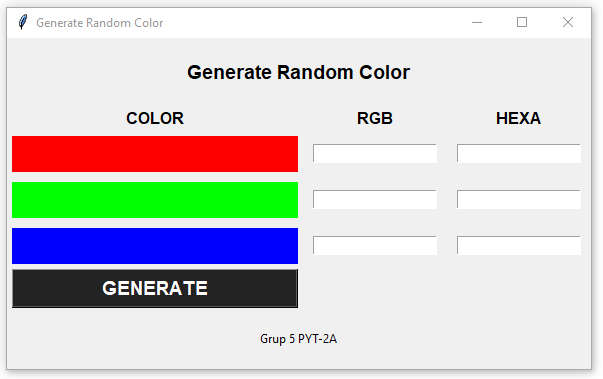 Generate Random Color
Generate Random Color
COLOR RGB HEXA
GENERATE
Grup 5 PYT-2A